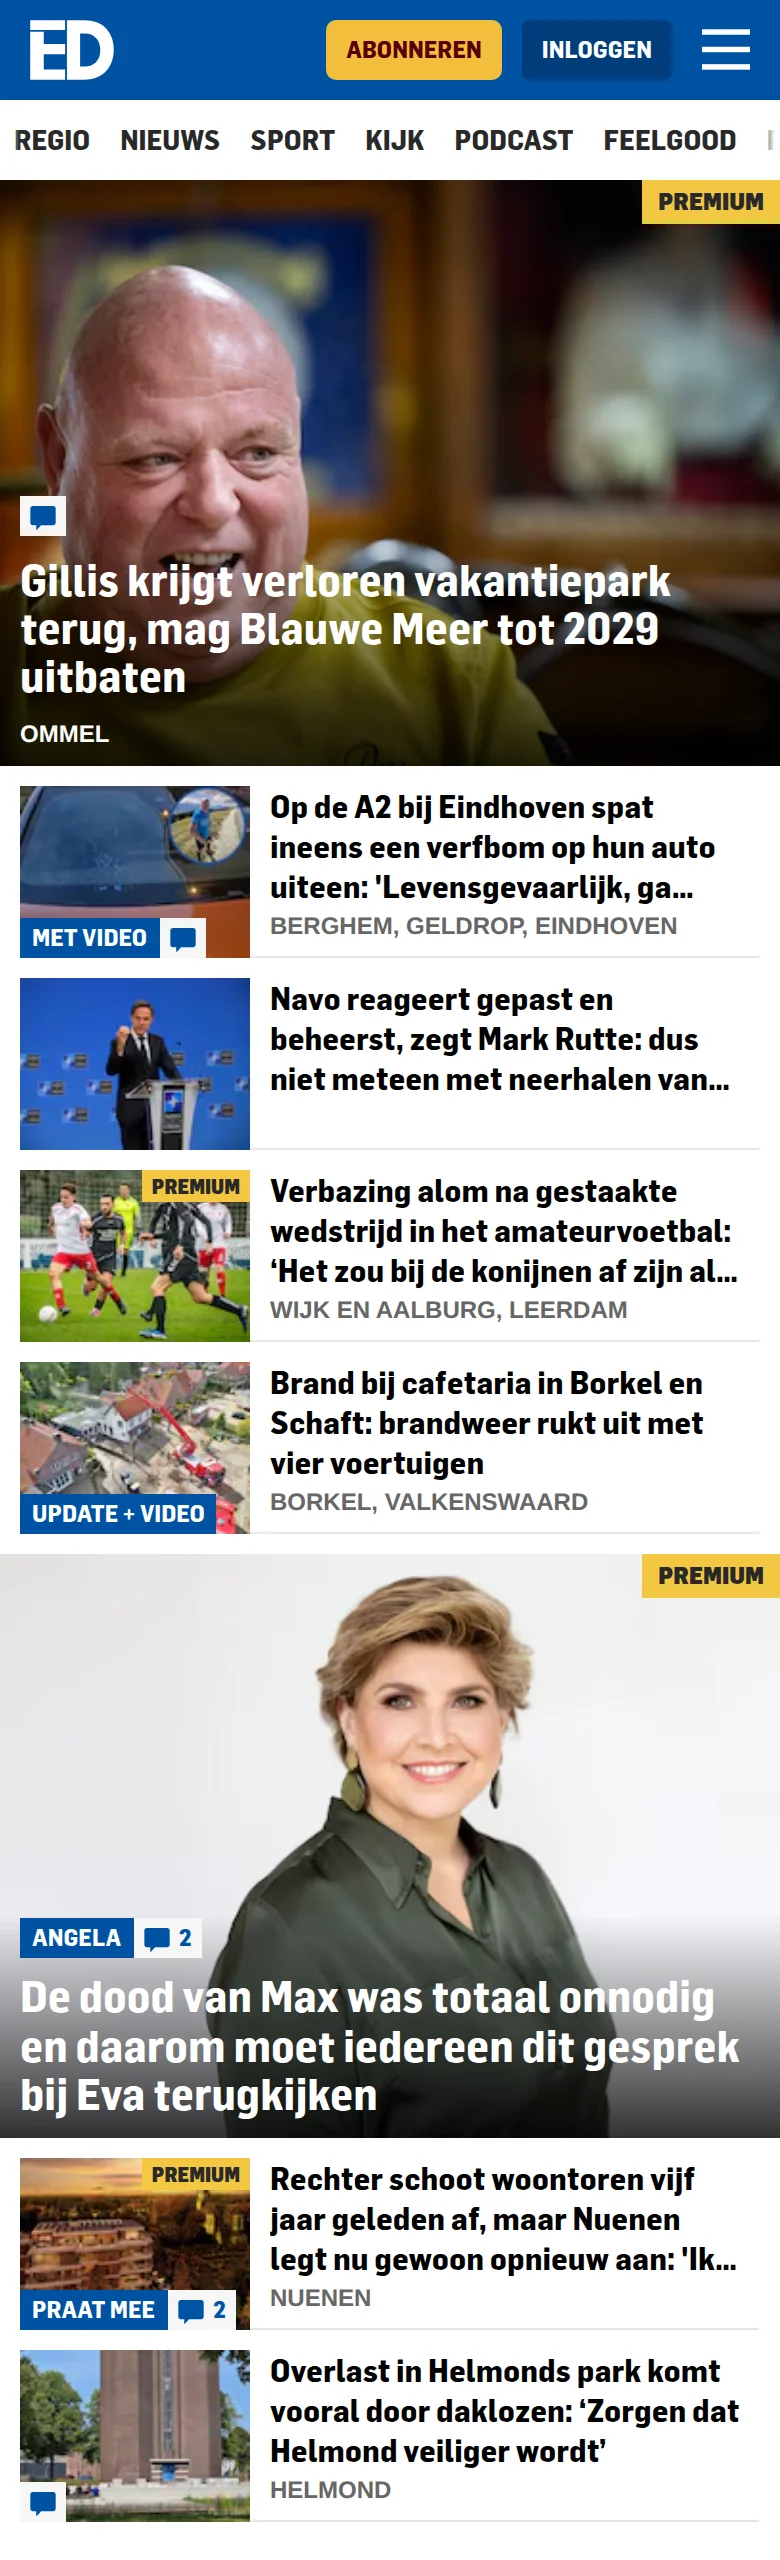 ED
ABONNEREN
INLOGGEN
REGIO NIEUWS SPORT KIJK PODCAST FEELGOOD
PREMIUM
Gillis krijgt verloren vakantiepark
terug, mag Blauwe Meer tot 2029
uitbaten
OMMEL
MET VIDEO
Op de A2 bij Eindhoven spat
ineens een verfbom op hun auto
uiteen: 'Levensgevaarlijk, ga...
BERGHEM, GELDROP, EINDHOVEN
Navo reageert gepast en
beheerst, zegt Mark Rutte: dus
niet meteen met neerhalen van...
PREMIUM
Verbazing alom na gestaakte
wedstrijd in het amateurvoetbal:
‘Het zou bij de konijnen af zijn al...
WIJK EN AALBURG, LEERDAM
UPDATE + VIDEO
Brand bij cafetaria in Borkel en
Schaft: brandweer rukt uit met
vier voertuigen
BORKEL, VALKENSWAARD
PREMIUM
ANGELA
2
De dood van Max was totaal onnodig
en daarom moet iedereen dit gesprek
bij Eva terugkijken
PREMIUM
PRAAT MEE
2
Rechter schoot woontoren vijf
jaar geleden af, maar Nuenen
legt nu gewoon opnieuw aan: 'Ik...
NUENEN
Overlast in Helmonds park komt
vooral door daklozen: ‘Zorgen dat
Helmond veiliger wordt’
HELMOND